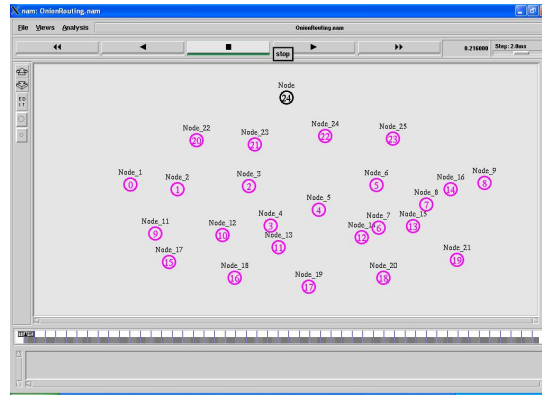 nam: OnionRouting.nam
File Views Analysis OnionRouting.nam
0.216000 Step: 2.0ms
stop
Node
24
Node_22
20
Node_23
21
Node_24
22
Node_25
23
Node_1
0
Node_2
1
Node_3
2
Node_6
5
Node_16
14
Node_9
8
Node_8
7
Node_5
4
Node_11
9
Node_12
10
Node_4
3
Node_13
11
12
Node_7
6
Node_15
13
Node_17
15
Node_18
16
Node_19
17
Node_20
18
Node_21
19